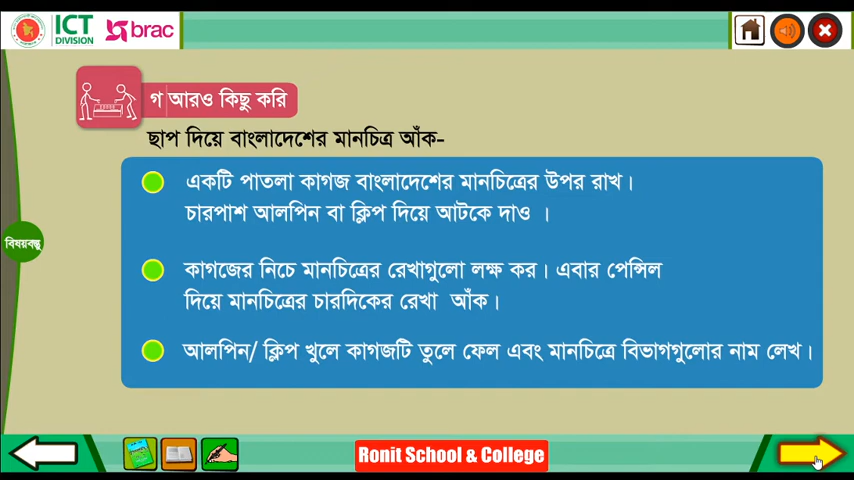 ICT
DIVISION
brac
গ আরও কিছু করি
ছাপ দিয়ে বাংলাদেশের মানচিত্র আঁক-
একটি পাতলা কাগজ বাংলাদেশের মানচিত্রের উপর রাখ।
চারপাশ আলপিন বা ক্লিপ দিয়ে আটকে দাও ।
বিষয়বস্তু
কাগজের নিচে মানচিত্রের রেখাগুলো লক্ষ কর। এবার পেন্সিল
দিয়ে মানচিত্রের চারদিকের রেখা আঁক।
আলপিন/ ক্লিপ খুলে কাগজটি তুলে ফেল এবং মানচিত্রে বিভাগগুলোর নাম লেখ।
Ronit School & College